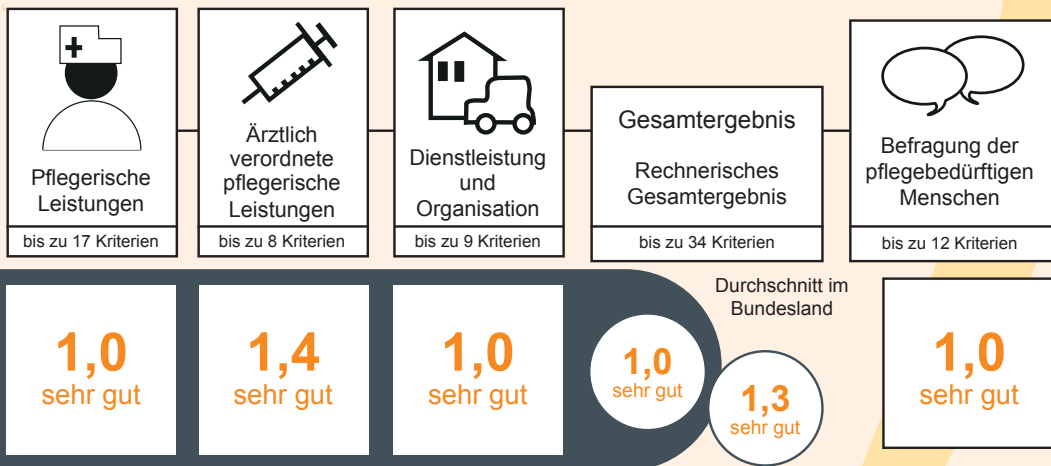 Pflegerische
Leistungen
bis zu 17 Kriterien
Ärztlich
verordnete
pflegerische
Leistungen
bis zu 8 Kriterien
Dienstleistung
und
Organisation
bis zu 9 Kriterien
Gesamtergebnis
Rechnerisches
Gesamtergebnis
bis zu 34 Kriterien
Befragung der
pflegebedürftigen
Menschen
bis zu 12 Kriterien
1,0
sehr gut
1,4
sehr gut
1,0
sehr gut
1,0
sehr gut
Durchschnitt im
Bundesland
1,3
sehr gut
1,0
sehr gut